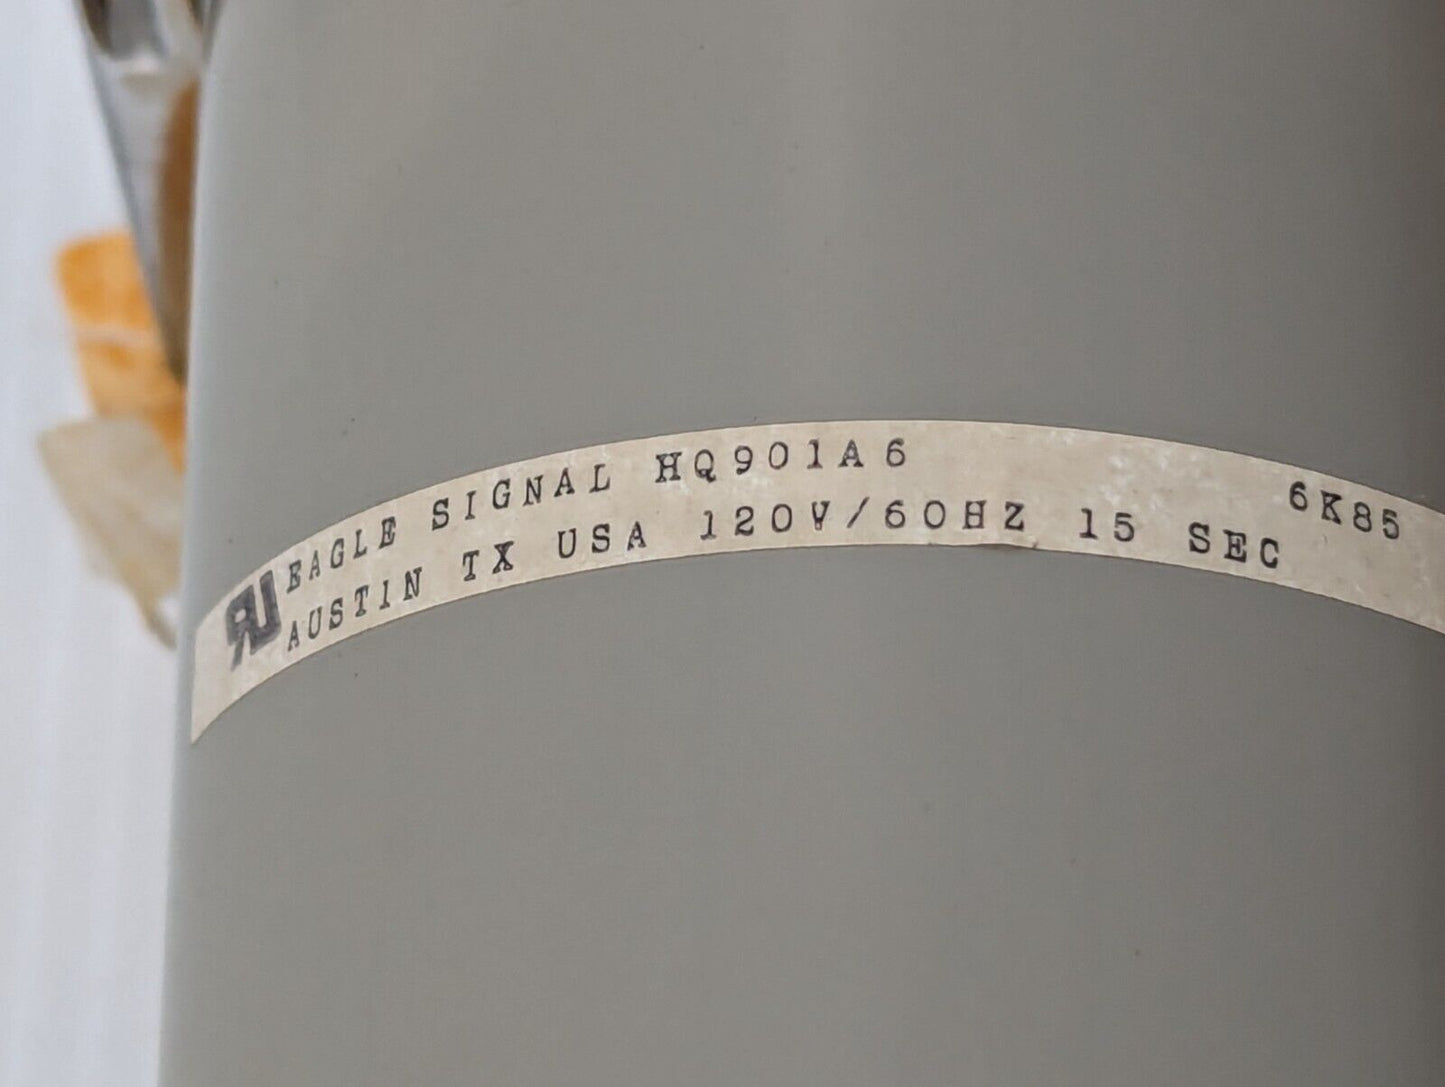 EAGLE SIGNAL HQ901A6 6K85
AUSTIN TX USA 120V/60HZ 15 SEC